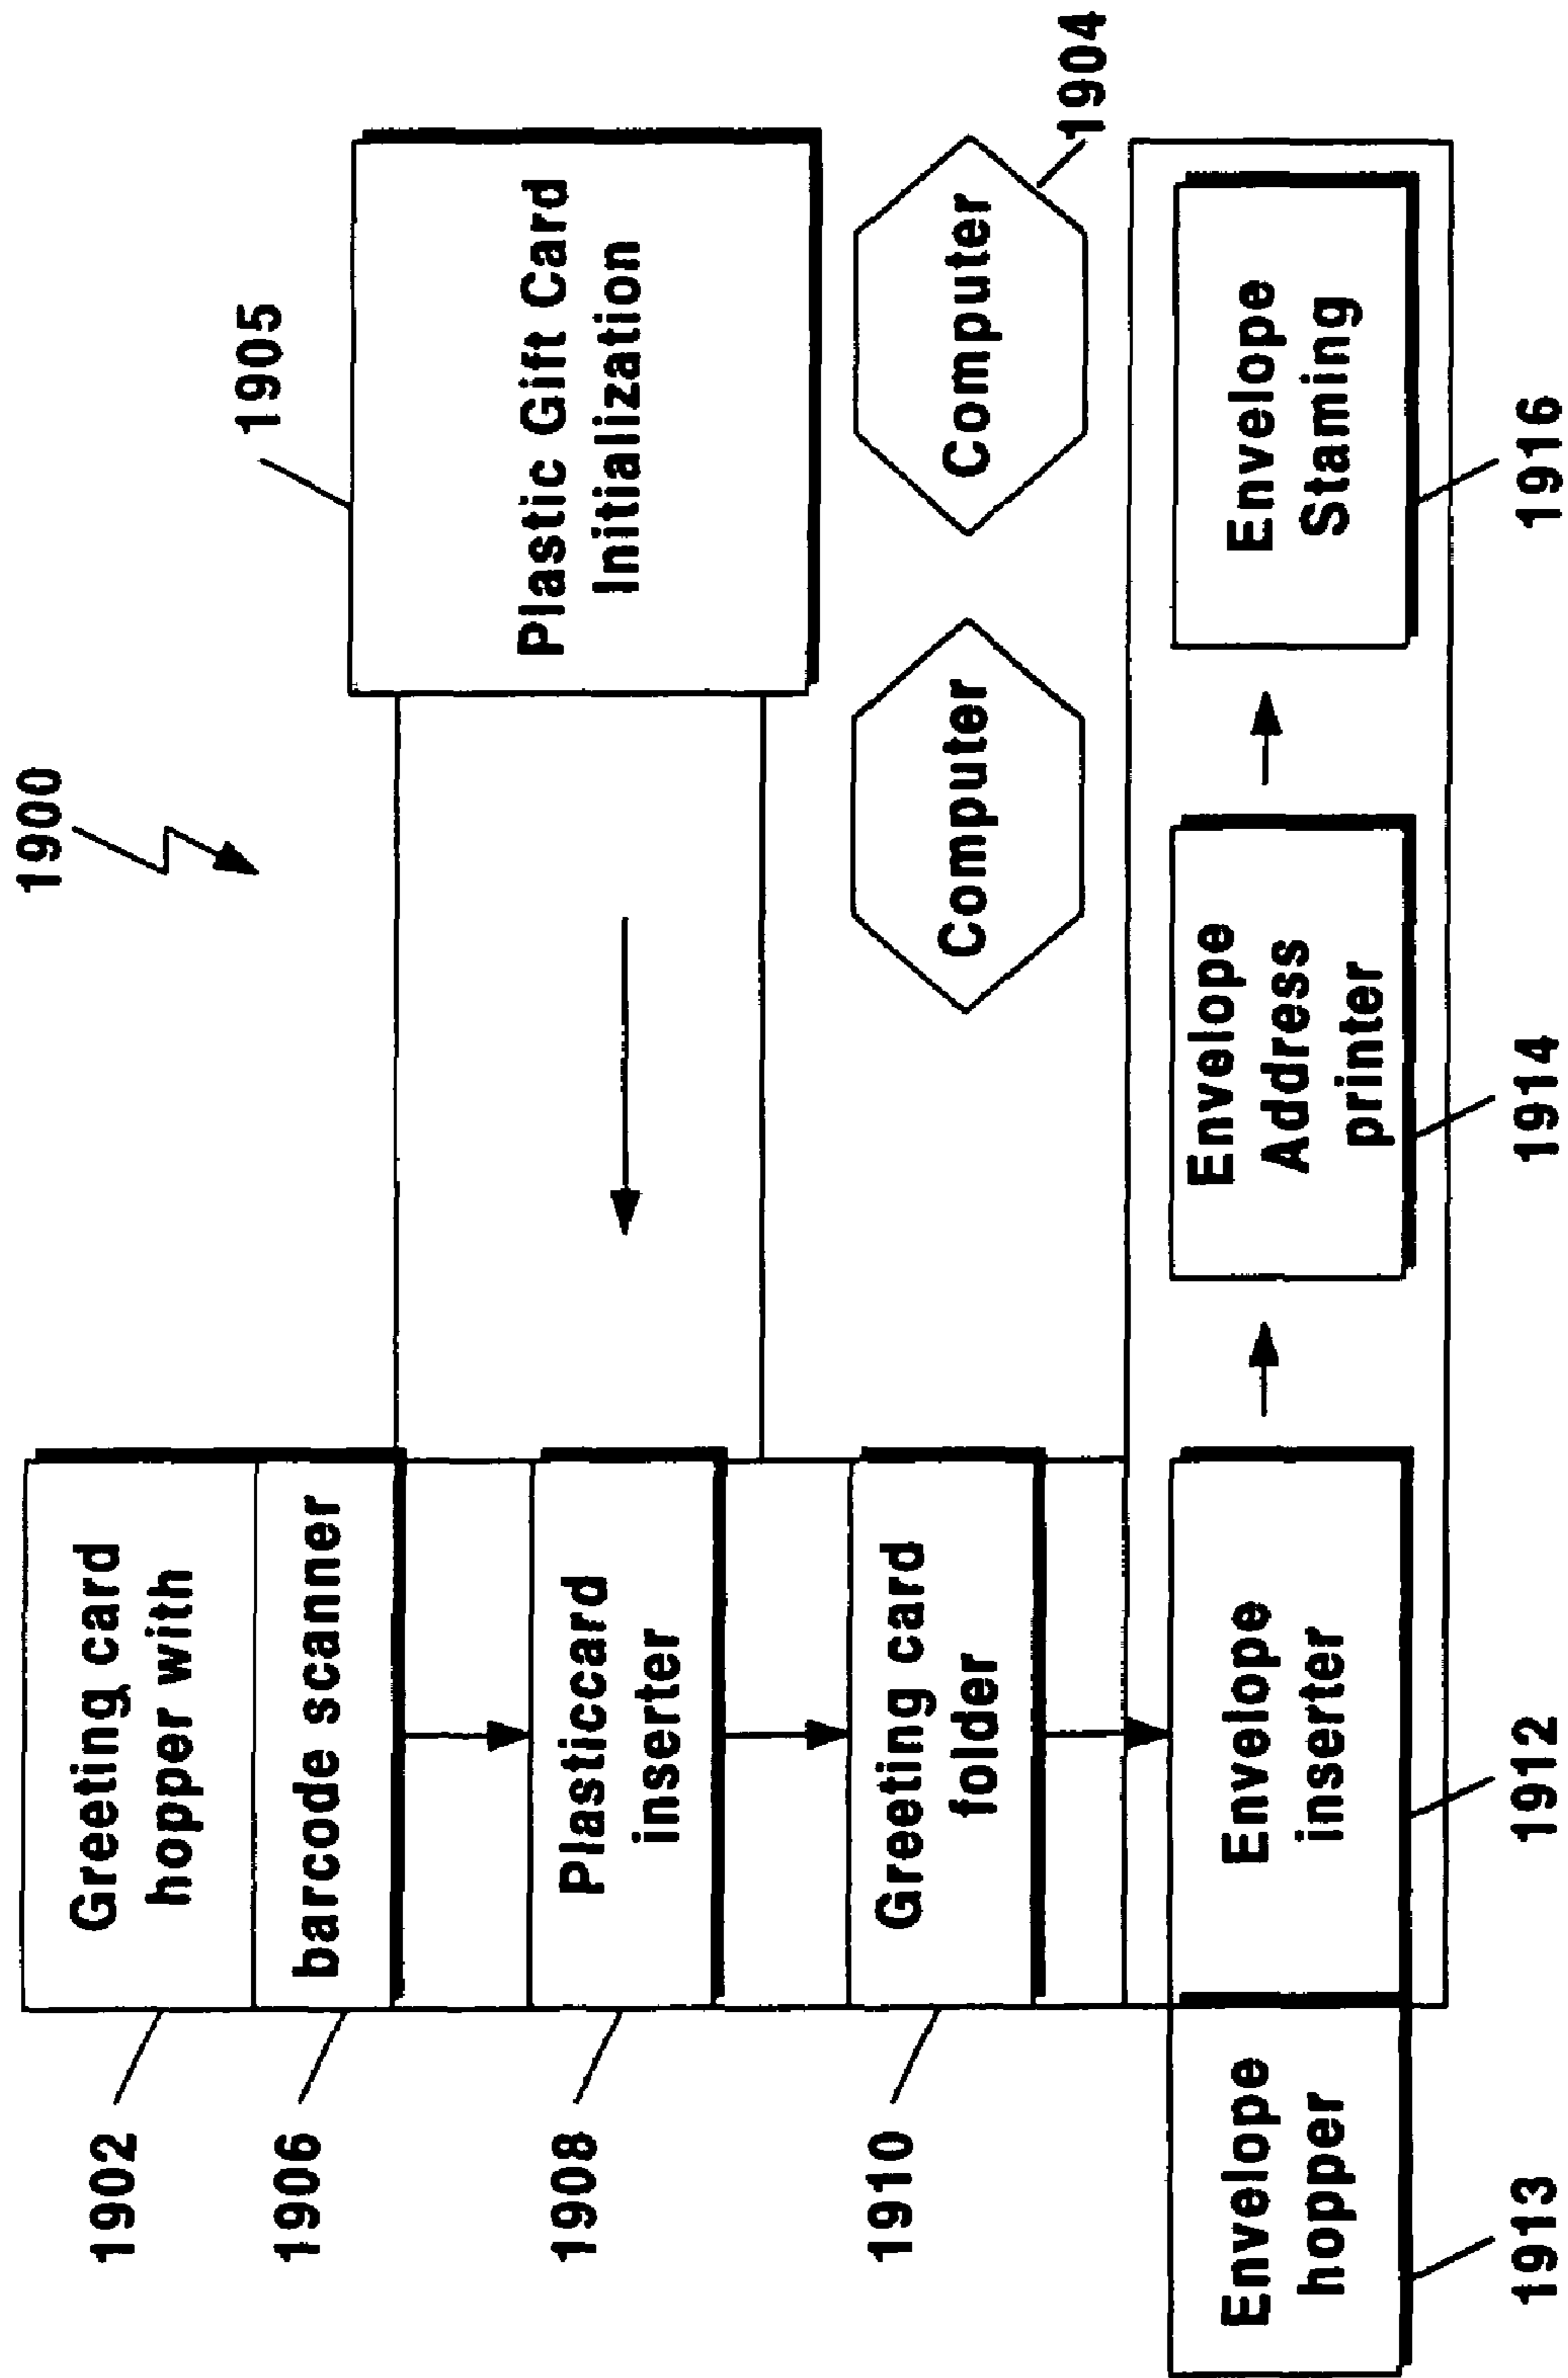 1900
1902
Greeting card
hopper with
1906
barcode scanner
1905
Plastic Gift Card
Initialization
1908
Plasticcard
inserter
1910
Greeting card
folder
Computer
Computer
1904
Envelope
hopper
Envelope
inserter
Envelope
Address
printer
Envelope
Staming
1913
1912
1914
1916